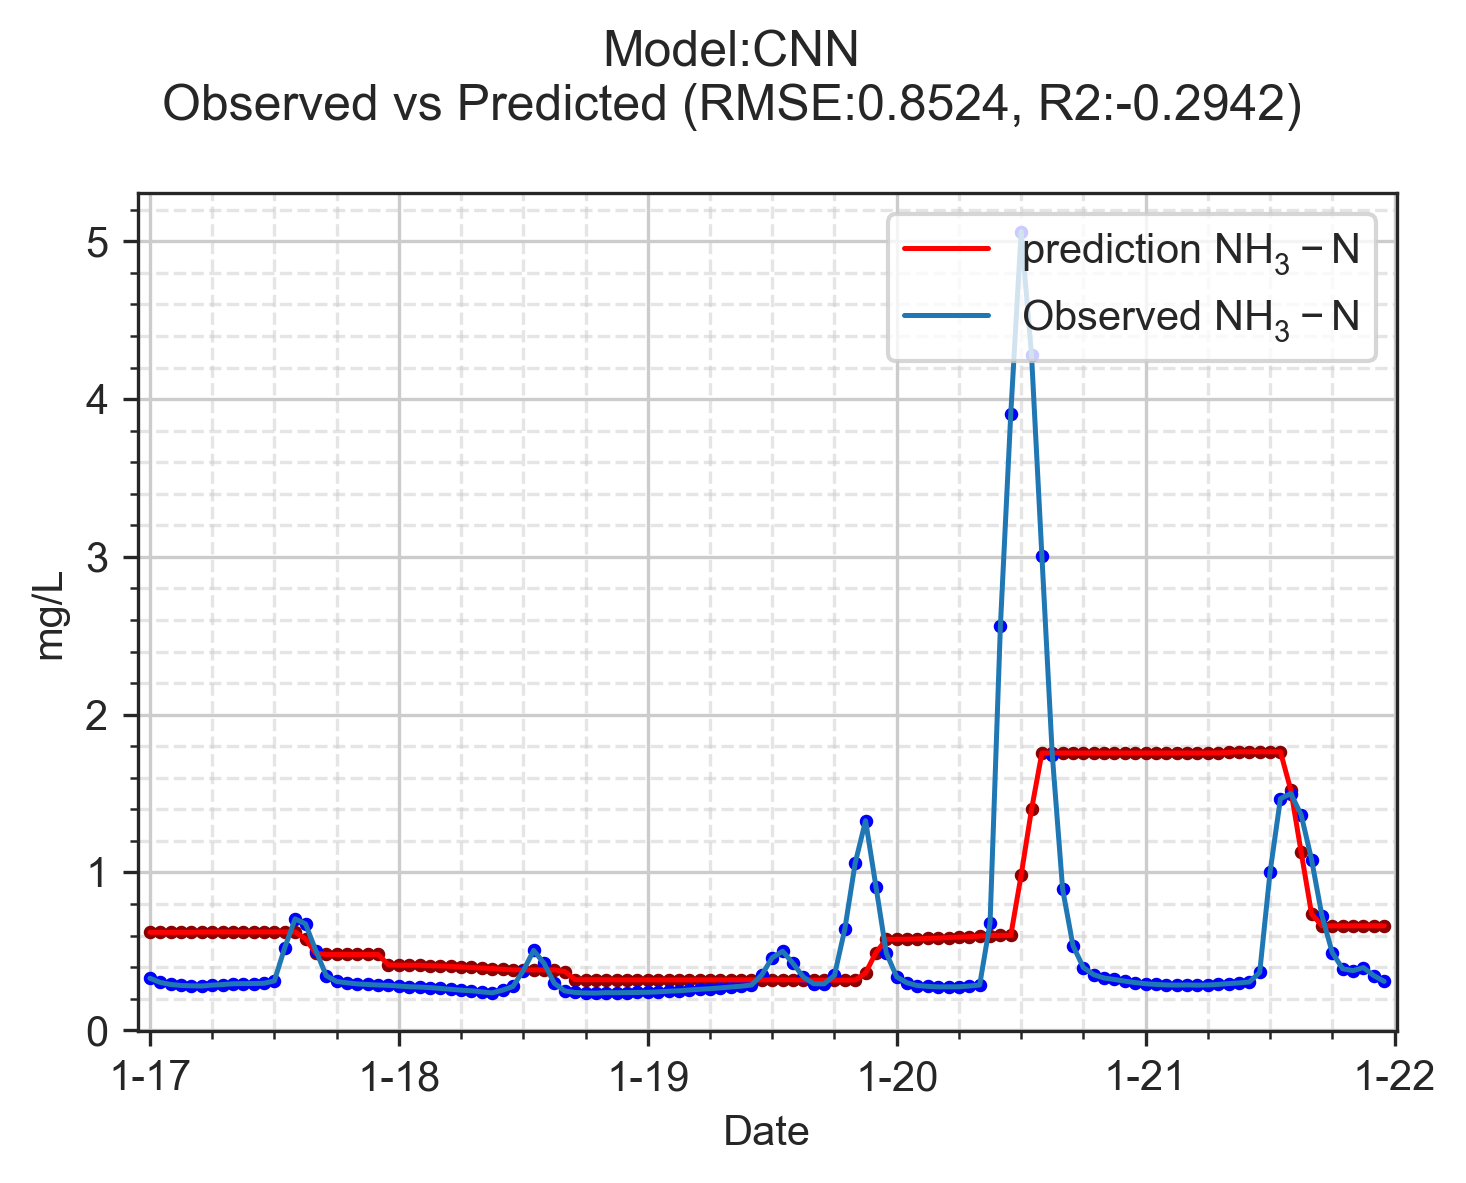 Model:CNN
Observed vs Predicted (RMSE:0.8524, R2:-0.2942)
prediction NH₃ − N
Observed NH₃ − N
5
4
3
2
1
0
mg/L
1-17 1-18 1-19 1-20 1-21 1-22
Date